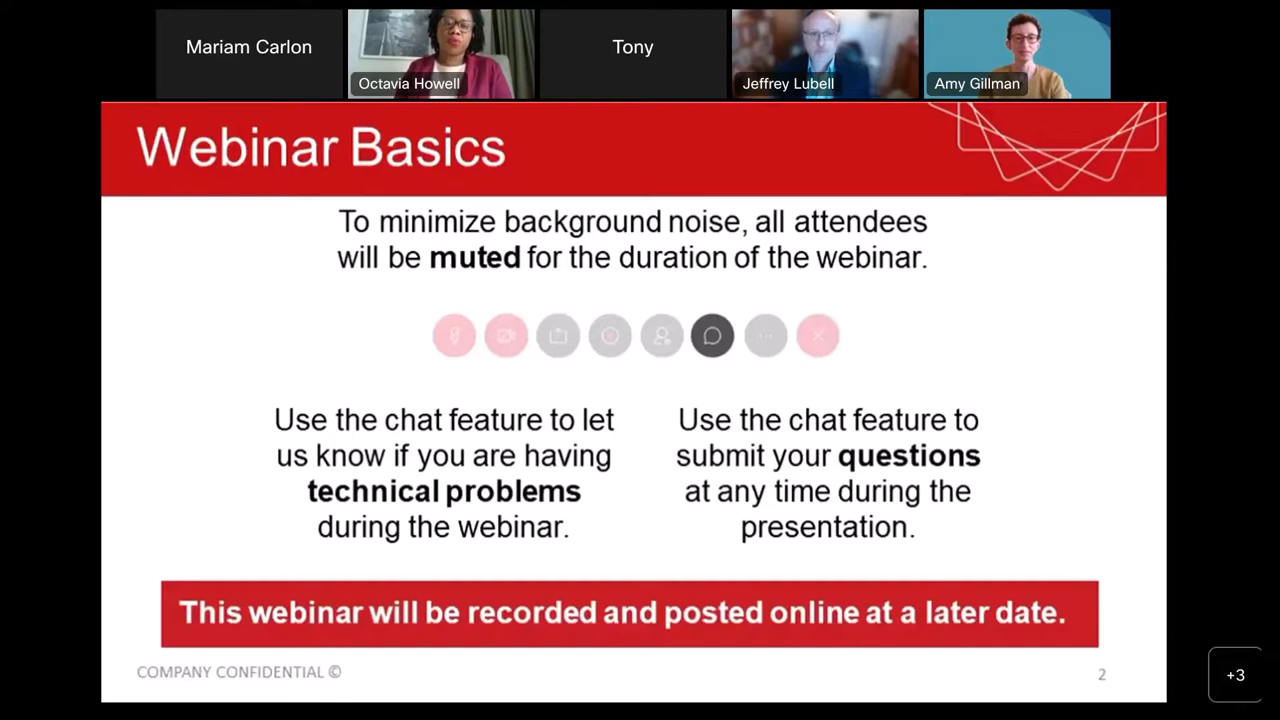 Mariam Carlon
Octavia Howell
Tony
Jeffrey Lubell
Amy Gillman
Webinar Basics
To minimize background noise, all attendees
will be muted for the duration of the webinar.
Use the chat feature to let
us know if you are having
technical problems
during the webinar.
Use the chat feature to
submit your questions
at any time during the
presentation.
This webinar will be recorded and posted online at a later date.
COMPANY CONFIDENTIAL ©
2
+3